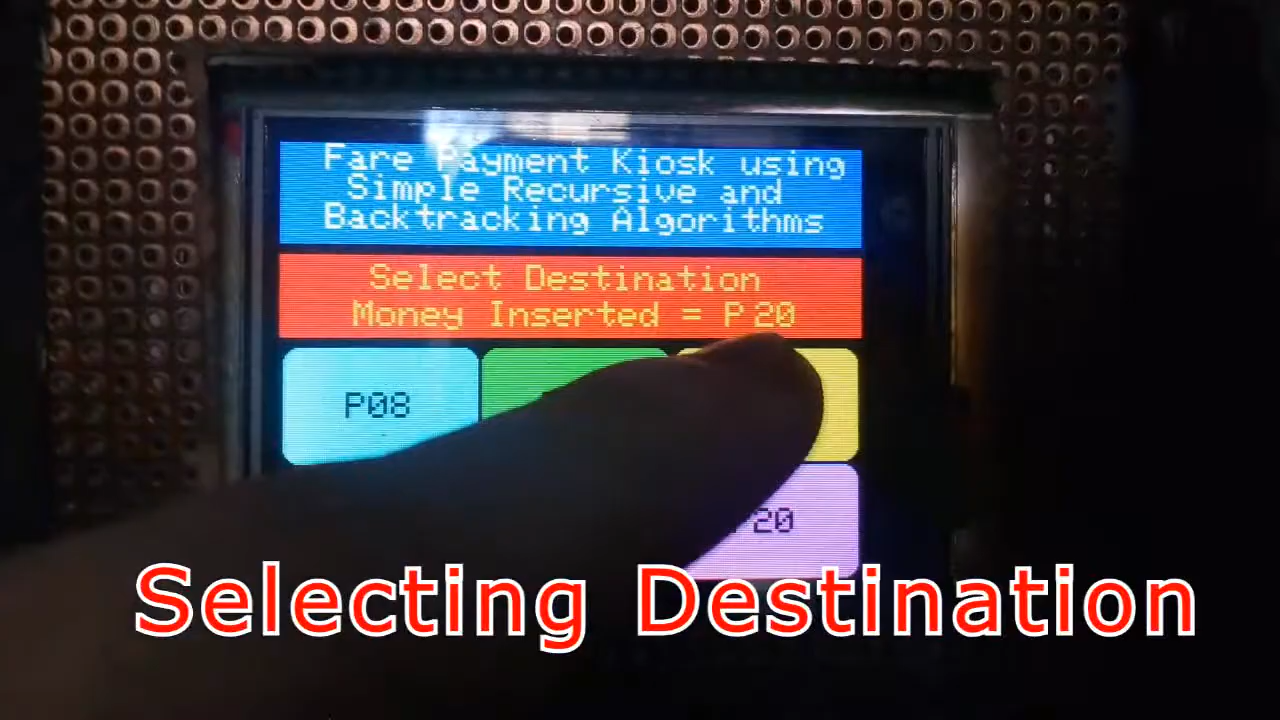 Fare Payment Kiosk using
Simple Recursive and
Backtracking Algorithms
Select Destination
Money Inserted = P 20
P08
P20
Selecting Destination